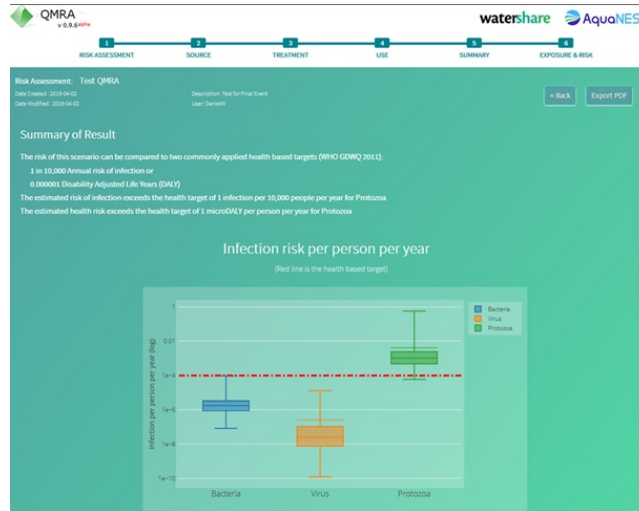 QMRA
v 0.9.6 ALPHA
watershare AquaNES
1 2 3 4 5 6
RISK ASSESSMENT SOURCE TREATMENT USE SUMMARY EXPOSURE & RISK
Risk Assessment: Test QMRA
Date Created : 2019-04-02 Description: Test for Final Event
Date Modified : 2019-04-02 User: DanielW
« Back Export PDF
Summary of Result
The risk of this scenario can be compared to two commonly applied health based targets (WHO GDWQ 2011):
1 in 10,000 Annual risk of infection or
0.000001 Disability Adjusted Life Years (DALY)
The estimated risk of infection exceeds the health target of 1 infection per 10,000 people per year for Protozoa
The estimated health risk exceeds the health target of 1 microDALY per person per year for Protozoa
Infection risk per person per year
(Red line is the health based target)
Infection per person per year (log)
1
0.01
1e-4
1e-6
1e-8
1e-10
Bacteria Virus Protozoa
Bacteria
Virus
Protozoa